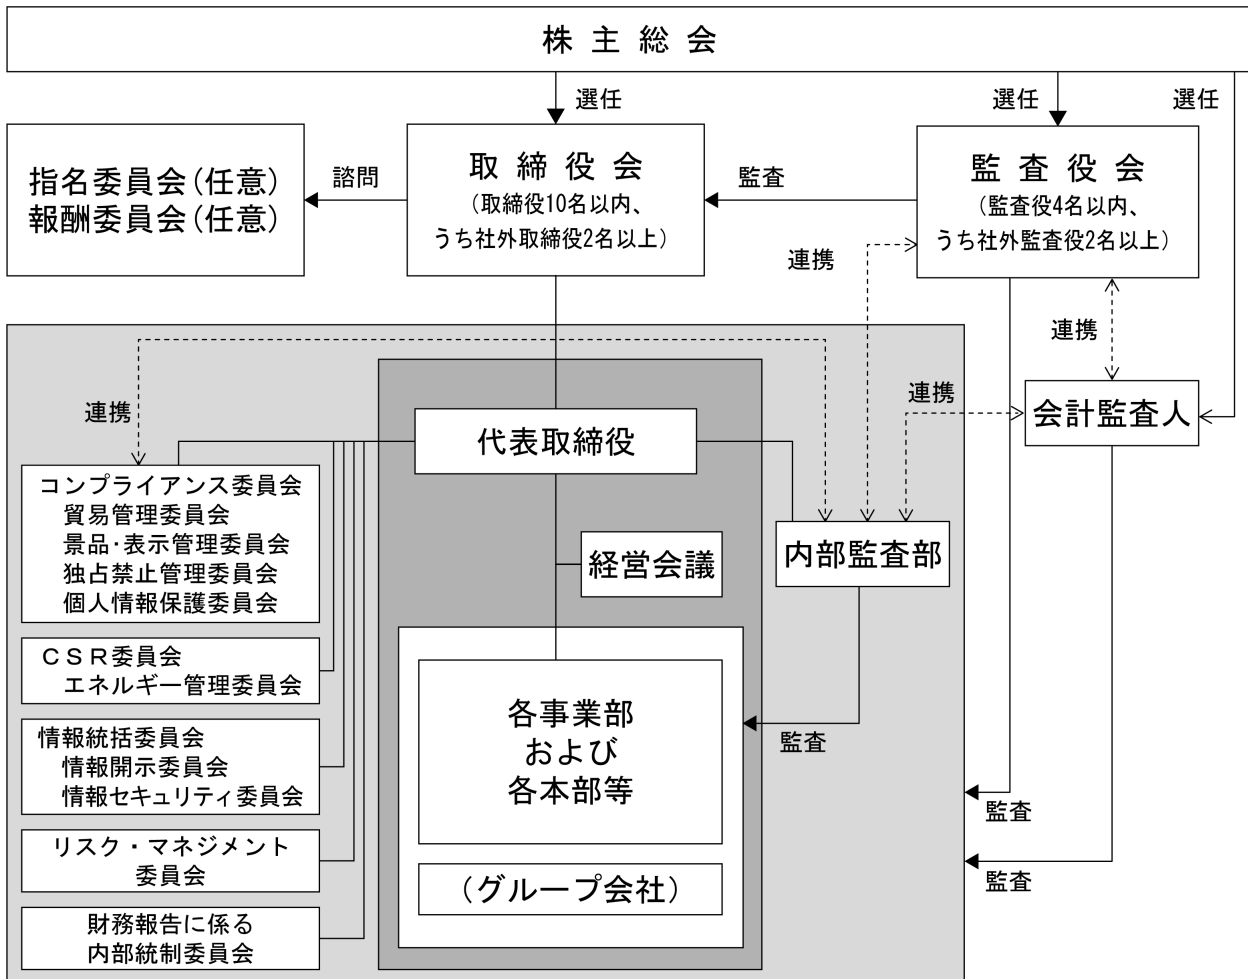 株主総会
選任
選任
選任
指名委員会(任意)
報酬委員会(任意)
諮問
取締役会
(取締役10名以内、
うち社外取締役2名以上)
監査
監査役会
(監査役4名以内、
うち社外監査役2名以上)
連携
連携
連携
連携
会計監査人
代表取締役
コンプライアンス委員会
貿易管理委員会
景品・表示管理委員会
独占禁止管理委員会
個人情報保護委員会
経営会議
内部監査部
CSR委員会
エネルギー管理委員会
情報統括委員会
情報開示委員会
情報セキュリティ委員会
各事業部
および
各本部等
監査
監査
リスク・マネジメント
委員会
(グループ会社)
監査
財務報告に係る
内部統制委員会